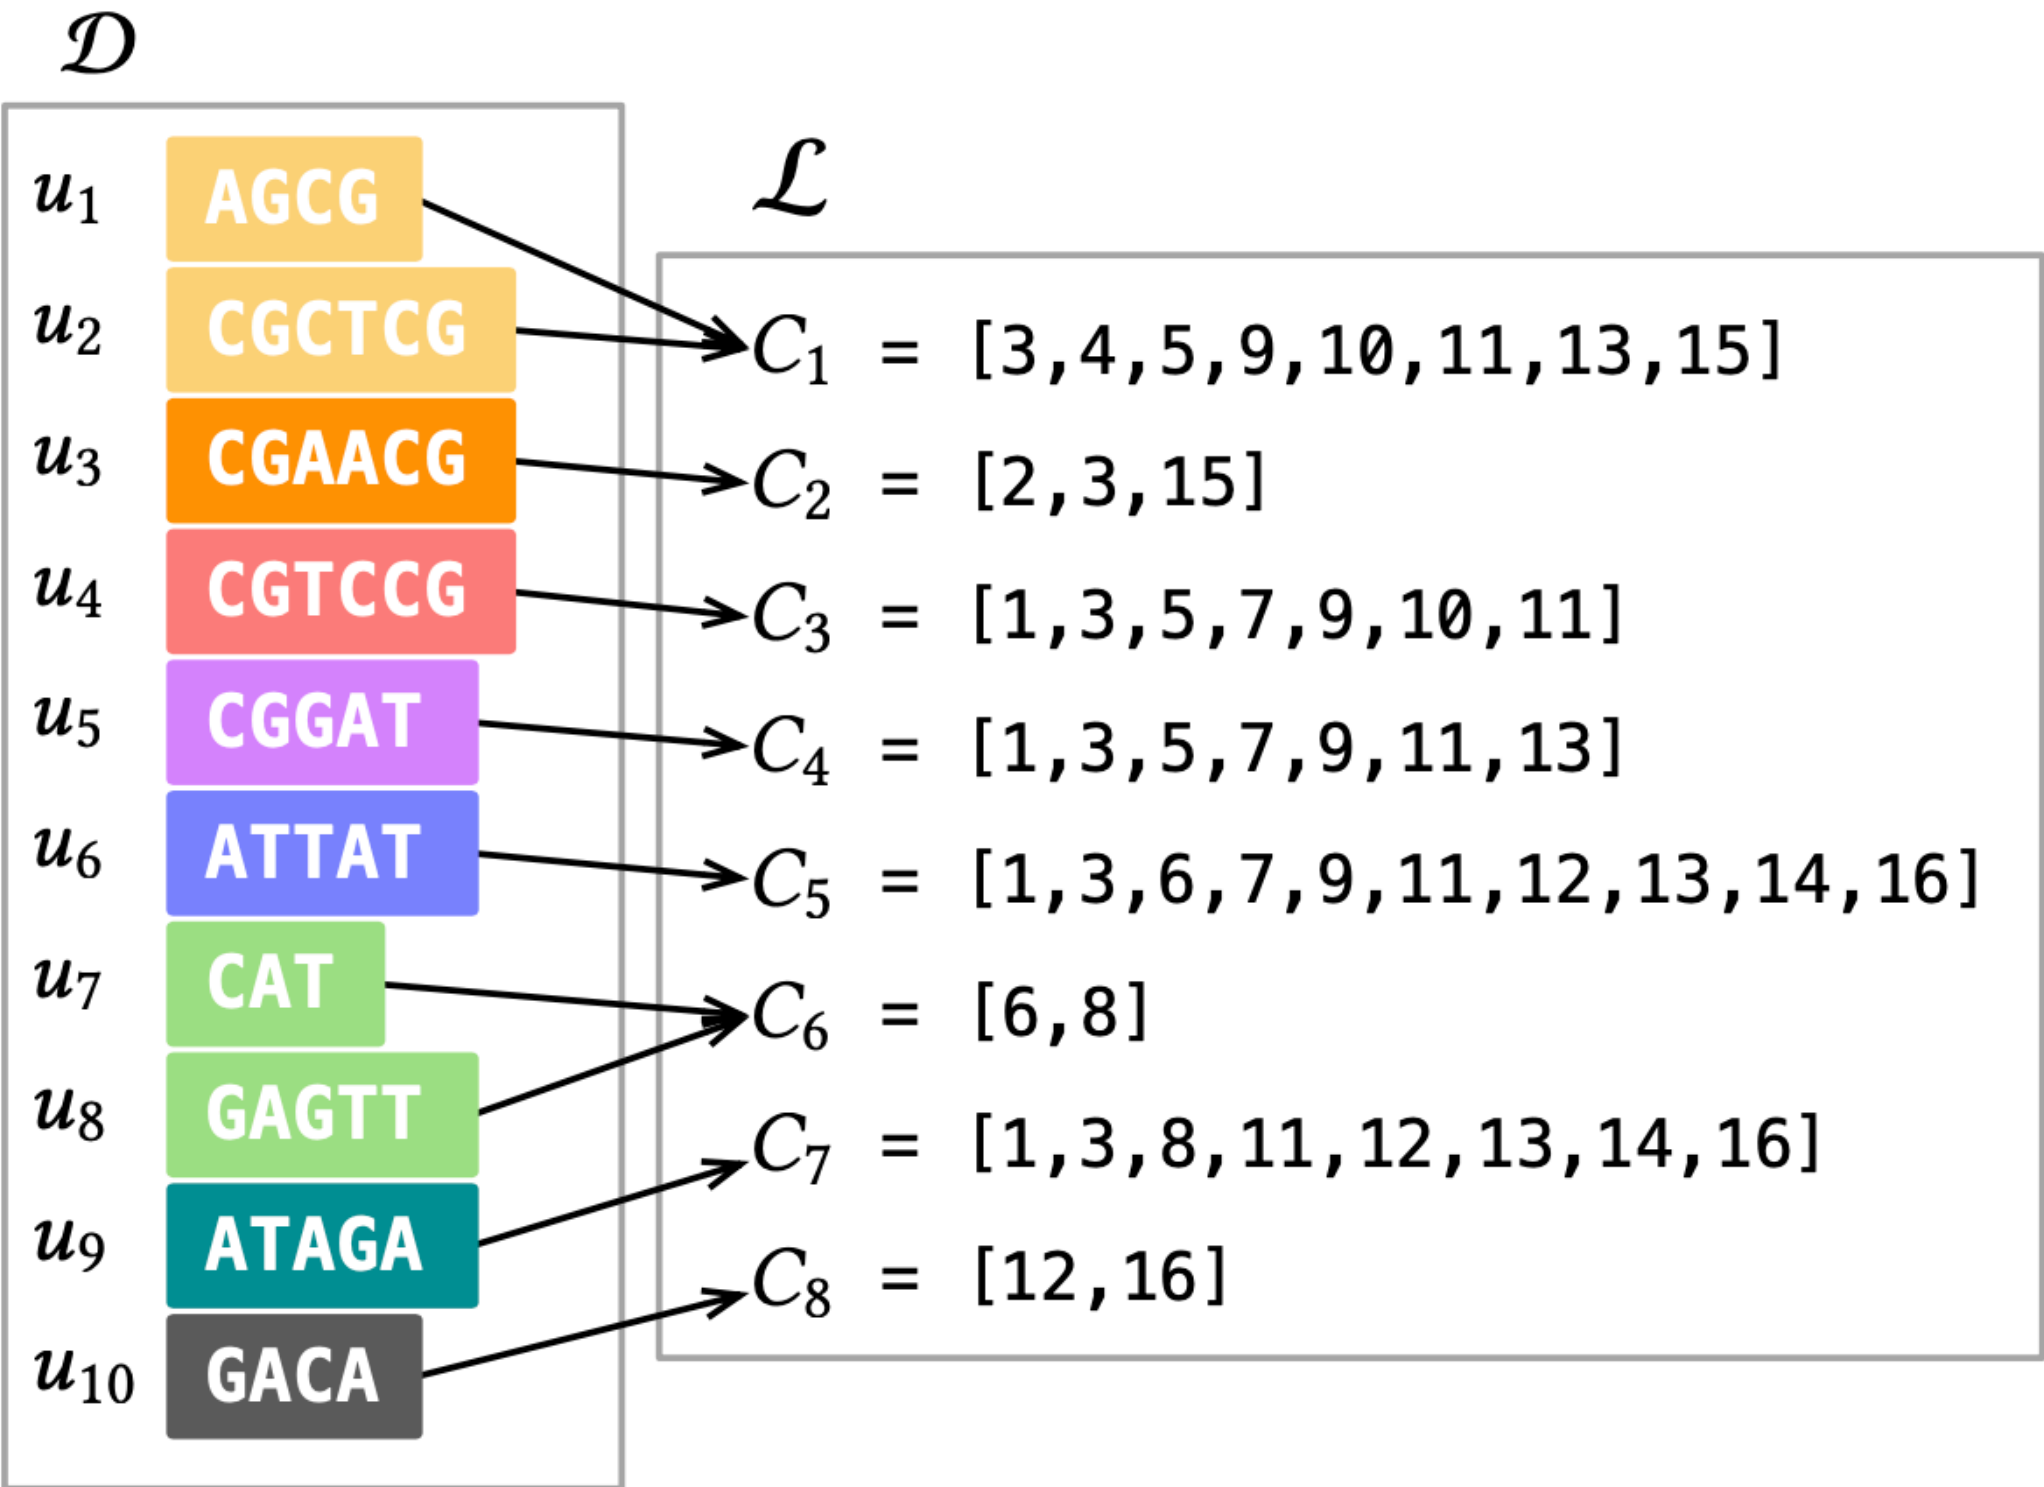 𝒟
u1 AGCG
u2 CGCTCG
u3 CGAACG
u4 CGTCCG
u5 CGGAT
u6 ATTAT
u7 CAT
u8 GAGTT
u9 ATAGA
u10 GACA
ℒ
C1 = [3,4,5,9,10,11,13,15]
C2 = [2,3,15]
C3 = [1,3,5,7,9,10,11]
C4 = [1,3,5,7,9,11,13]
C5 = [1,3,6,7,9,11,12,13,14,16]
C6 = [6,8]
C7 = [1,3,8,11,12,13,14,16]
C8 = [12,16]